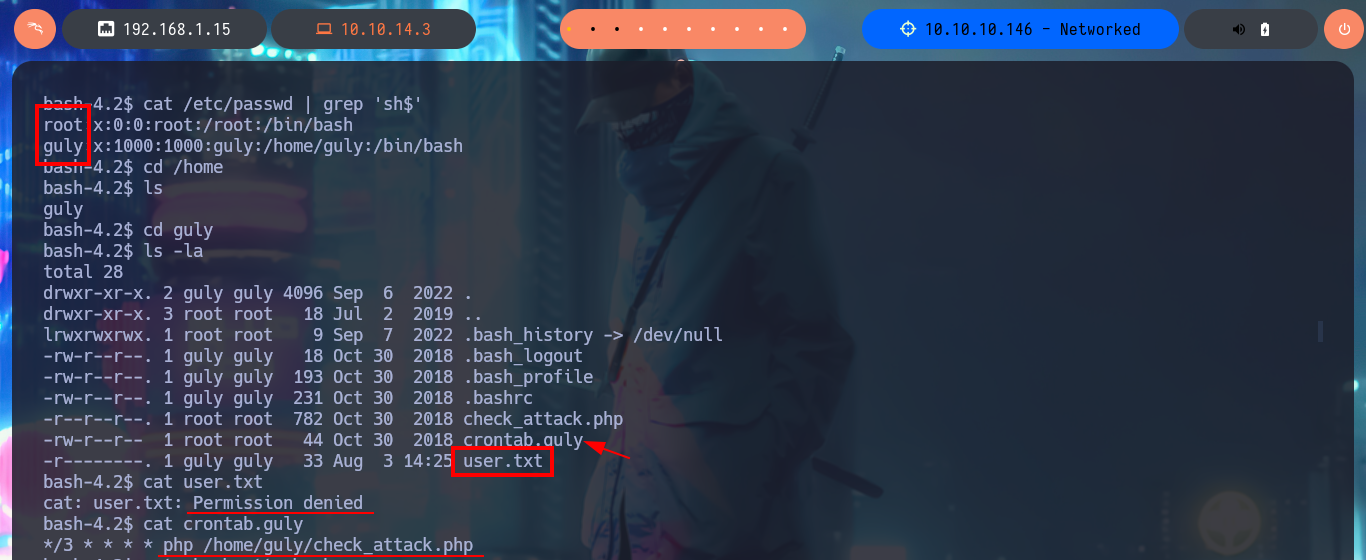 192.168.1.15 10.10.14.3 10.10.10.146 - Networked
bash-4.2$ cat /etc/passwd | grep 'sh$'
root:x:0:0:root:/root:/bin/bash
guly:x:1000:1000:guly:/home/guly:/bin/bash
bash-4.2$ cd /home
bash-4.2$ ls
guly
bash-4.2$ cd guly
bash-4.2$ ls -la
total 28
drwxr-xr-x. 2 guly guly 4096 Sep  6  2022 .
drwxr-xr-x. 3 root root   18 Jul  2  2019 ..
lrwxrwxrwx. 1 root root    9 Sep  7  2022 .bash_history -> /dev/null
-rw-r--r--. 1 guly guly   18 Oct 30  2018 .bash_logout
-rw-r--r--. 1 guly guly  193 Oct 30  2018 .bash_profile
-rw-r--r--. 1 guly guly  231 Oct 30  2018 .bashrc
-r--r--r--. 1 root root  782 Oct 30  2018 check_attack.php
-rw-r--r--  1 root root   44 Oct 30  2018 crontab.guly
-r--------. 1 guly guly   33 Aug  3 14:25 user.txt
bash-4.2$ cat user.txt
cat: user.txt: Permission denied
bash-4.2$ cat crontab.guly
*/3 * * * * php /home/guly/check_attack.php